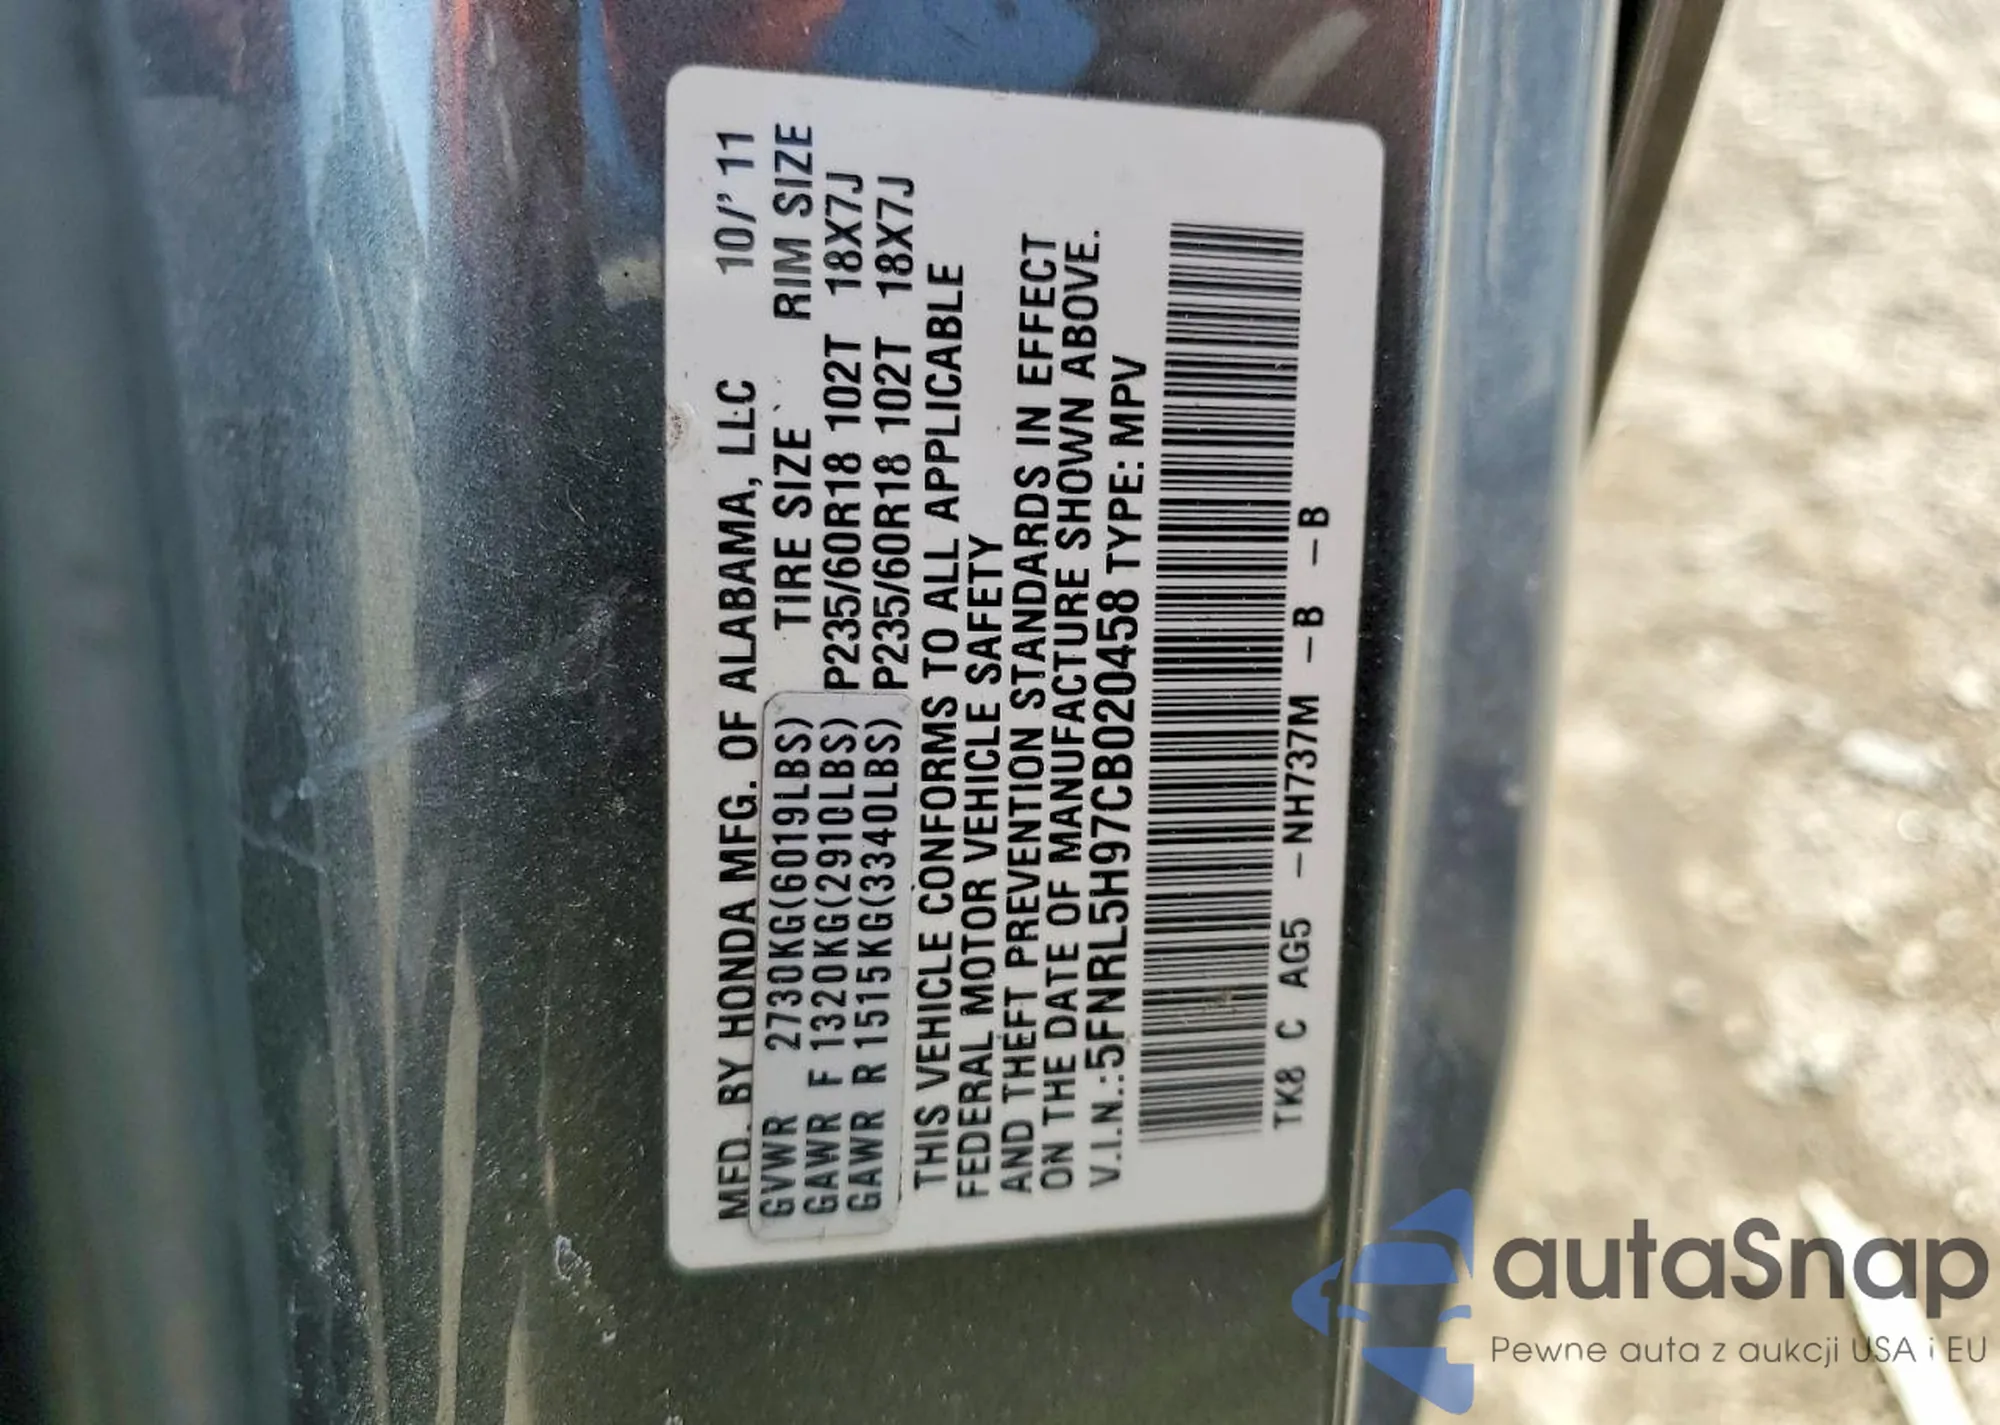 MFD. BY HONDA MFG. OF ALABAMA, LLC 10/'11
TIRE SIZE RIM SIZE
GVWR 2730KG(6019LBS)
GAWR F 1320KG(2910LBS) P235/60R18 102T 18X7J
GAWR R 1515KG(3340LBS) P235/60R18 102T 18X7J
THIS VEHICLE CONFORMS TO ALL APPLICABLE
FEDERAL MOTOR VEHICLE SAFETY
AND THEFT PREVENTION STANDARDS IN EFFECT
ON THE DATE OF MANUFACTURE SHOWN ABOVE.
V.I.N.:5FNRL5H97CB020458 TYPE: MPV
TK8 C AG5 -NH737M -B -B
autaSnap
Pewne auta z aukcji USA i EU